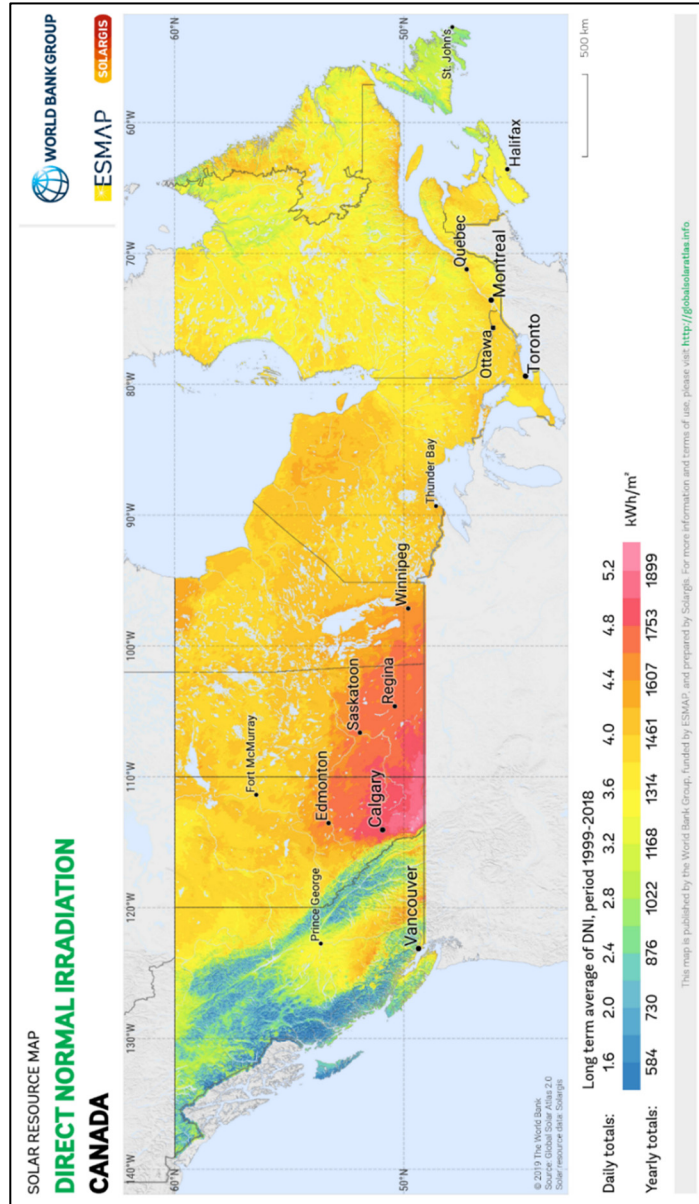 SOLAR RESOURCE MAP
DIRECT NORMAL IRRADIATION
CANADA
WORLD BANK GROUP
ESMAP
SOLARGIS
140°W
130°W
120°W
110°W
100°W
90°W
80°W
70°W
60°W
60°N
60°N
50°N
50°N
Fort McMurray
Prince George
Edmonton
Saskatoon
Calgary
Regina
Vancouver
Winnipeg
Thunder Bay
Québec
Ottawa
Montreal
Toronto
Halifax
St. John's
500 km
© 2019 The World Bank
Source: Global Solar Atlas 2.0
Solar resource data: Solargis
Long term average of DNI, period 1999-2018
Daily totals: 1.6 2.0 2.4 2.8 3.2 3.6 4.0 4.4 4.8 5.2
kWh/m²
Yearly totals: 584 730 876 1022 1168 1314 1461 1607 1753 1899
This map is published by the World Bank Group, funded by ESMAP, and prepared by Solargis. For more information and terms of use, please visit http://globalsolaratlas.info